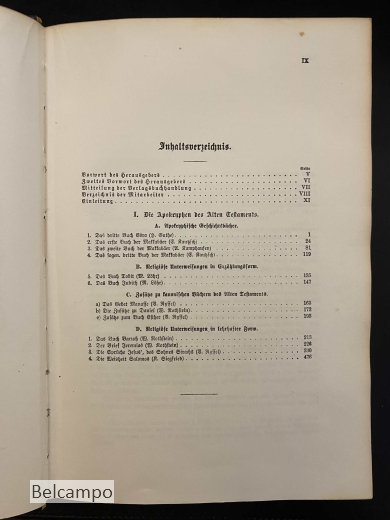 IX
Inhaltsverzeichnis.
Seite
Vorwort des Herausgebers V
Zweites Vorwort des Herausgebers VI
Mitteilung der Verlagsbuchhandlung VII
Verzeichnis der Mitarbeiter VIII
Einleitung XI
I. Die Apokryphen des Alten Testaments.
A. Apokryphische Geschichtbücher.
1. Das dritte Buch Esra (H. Guthe) 1
2. Das erste Buch der Makkabäer (E. Kautzsch) 24
3. Das zweite Buch der Makkabäer (A. Kamphausen) 81
4. Das sogen. dritte Buch der Makkabäer (E. Kautzsch) 119
B. Religiöse Unterweisungen in Erzählungsform.
5. Das Buch Tobit (M. Löhr) 135
6. Das Buch Judith (M. Löhr) 147
C. Zusätze zu kanonischen Büchern des Alten Testaments.
a) Das Gebet Manasse (V. Ryssel) 165
b) Die Zusätze zu Daniel (W. Rothstein) 172
c) Zusätze zum Buch Esther (V. Ryssel) 193
D. Religiöse Unterweisungen in lehrhafter Form.
1. Das Buch Baruch (W. Rothstein) 213
2. Der Brief Jeremias (W. Rothstein) 226
3. Die Sprüche Jesus', des Sohnes Sirachs (V. Ryssel) 230
4. Die Weisheit Salomos (K. Siegfried) 476
Belcampo